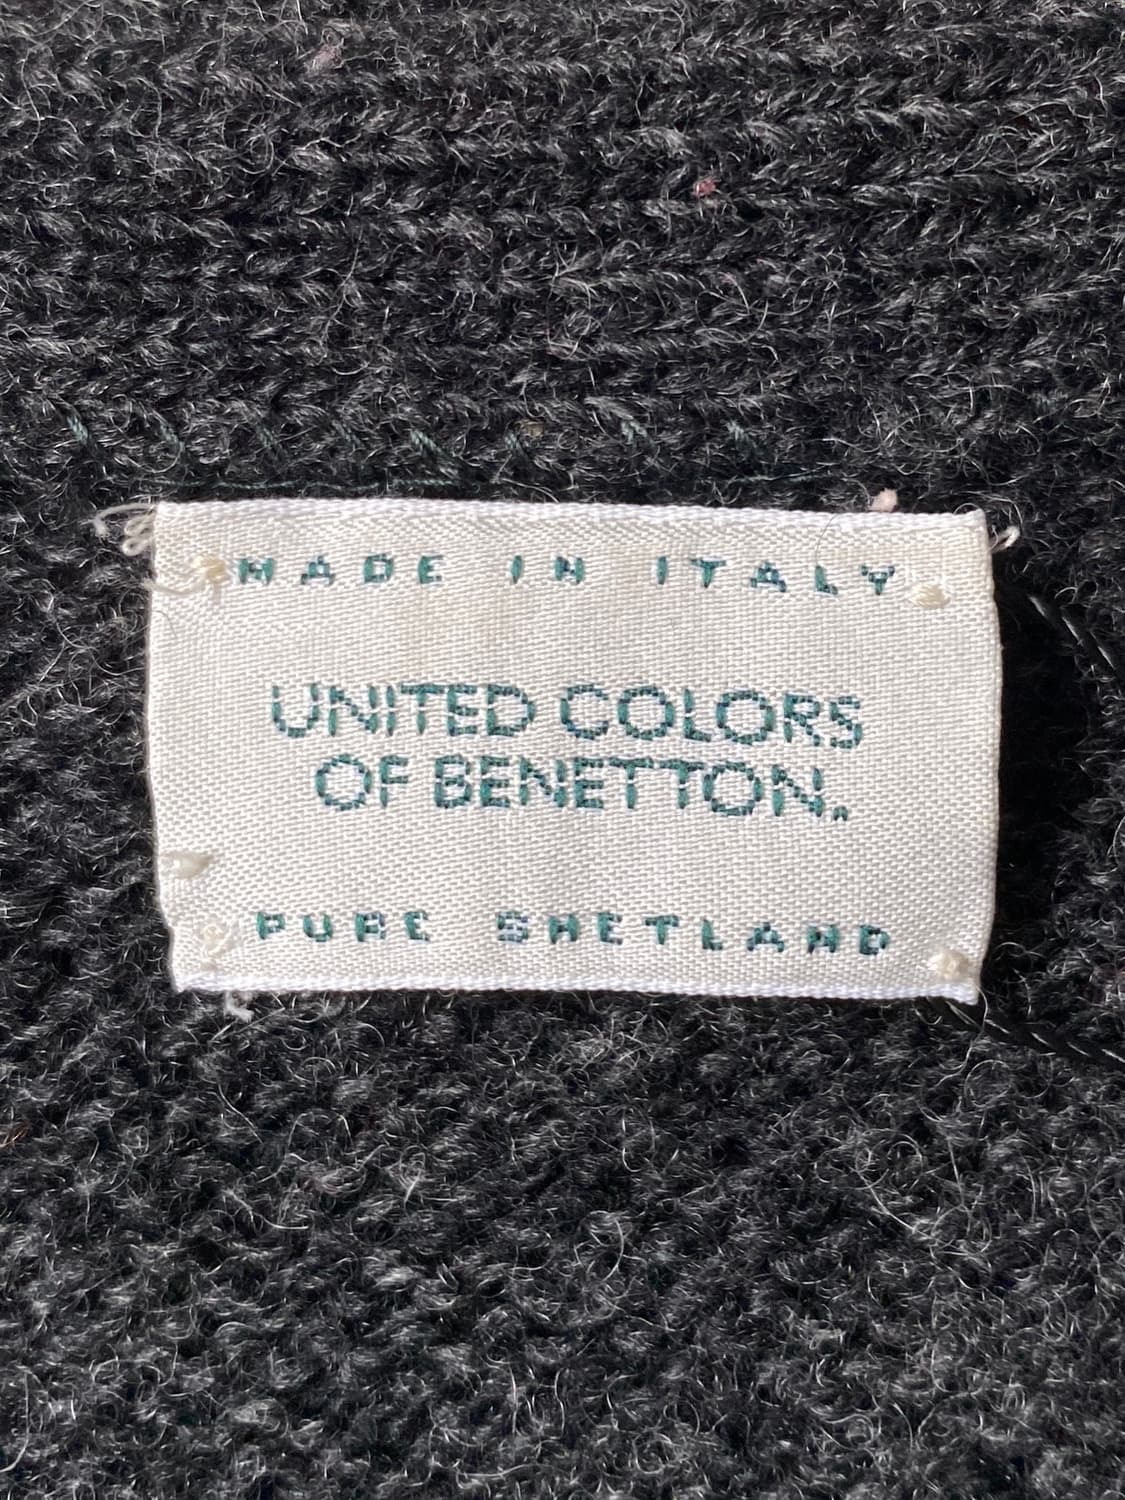 MADE IN ITALY
UNITED COLORS
OF BENETTON.
PURE SHETLAND